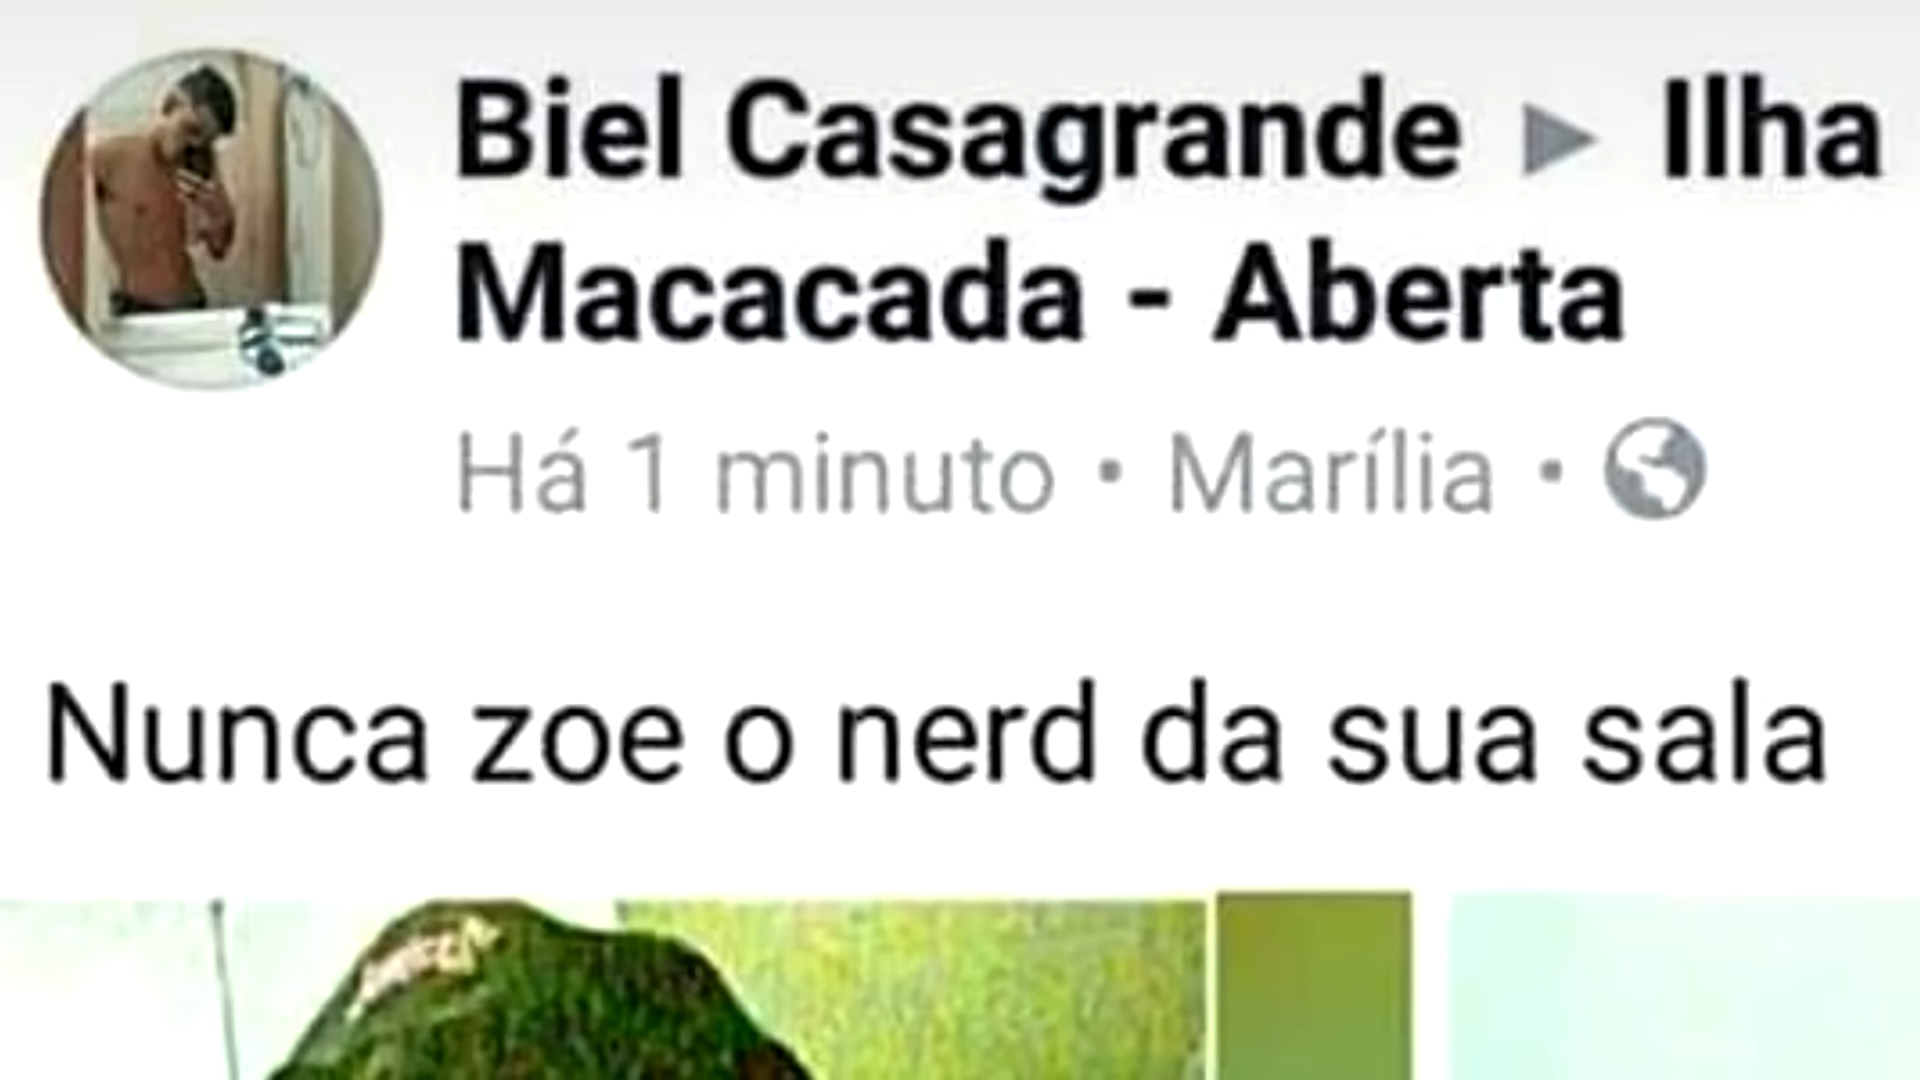 Biel Casagrande ▸ Ilha
Macacada - Aberta
Há 1 minuto • Marília •
Nunca zoe o nerd da sua sala